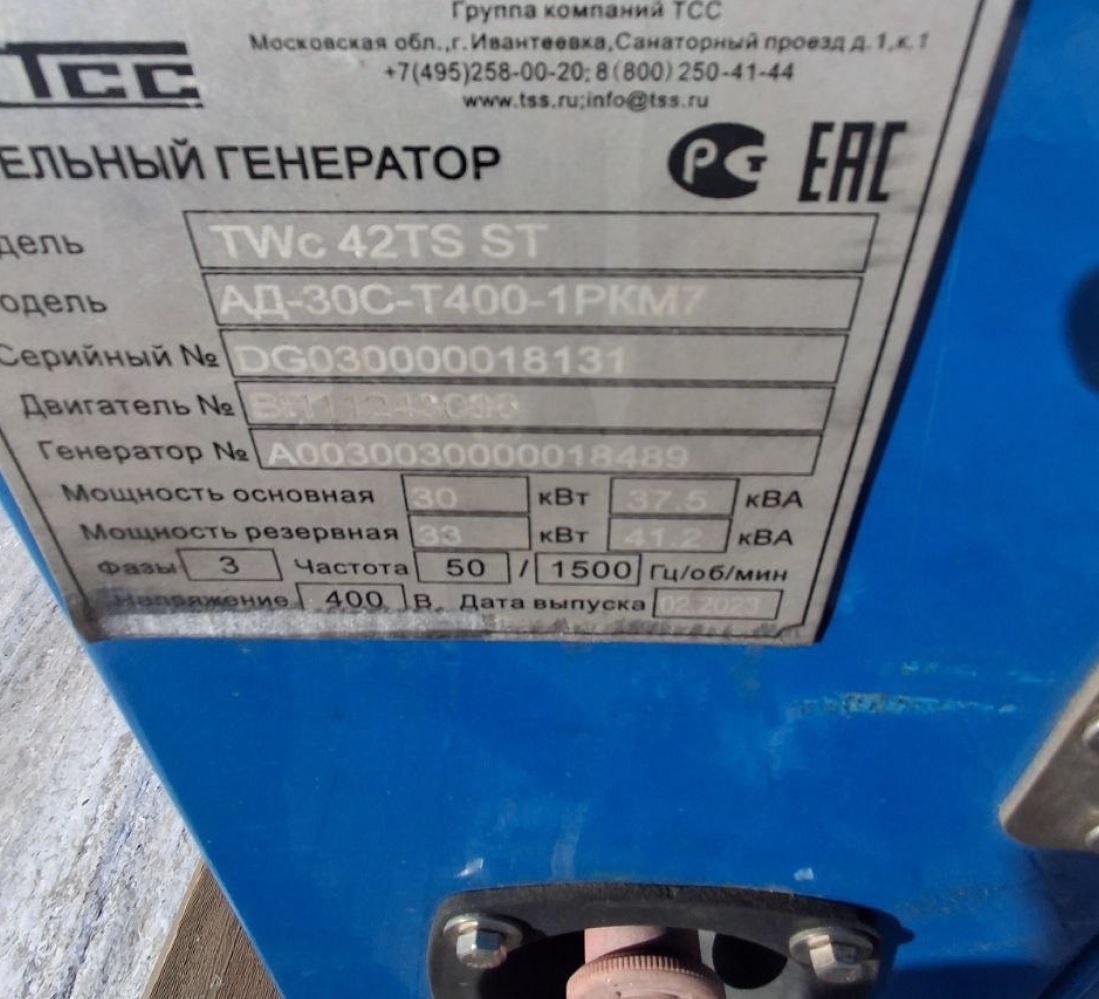 Группа компаний ТСС
Московская обл.,г.Ивантеевка,Санаторный проезд д.1,к.1
+7(495)258-00-20; 8(800)250-41-44
www.tss.ru;info@tss.ru
ТСС
ЕЛЬНЫЙ ГЕНЕРАТОР
РСТ ЕАС
дель TWc 42TS ST
одель АД-30С-Т400-1РКМ7
Серийный № DG030000018131
Двигатель №
Генератор № A0030030000018489
Мощность основная 30 кВт 37.5 кВА
Мощность резервная 33 кВт 41.2 кВА
Фазы 3 Частота 50 / 1500 Гц/об/мин
Напряжение 400 В. Дата выпуска 02.2023